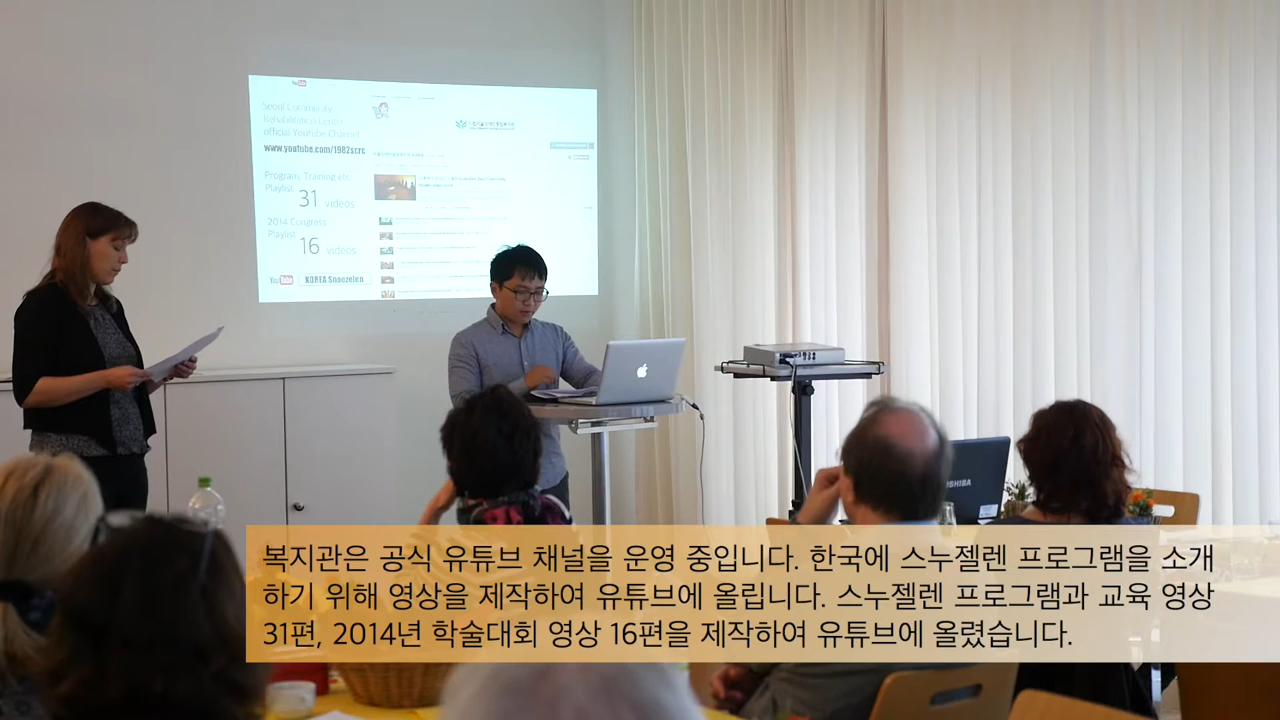 YouTube
Seoul Community
Rehabilitation Center
official Youtube Channel
www.youtube.com/1982scrc
Program, Training etc.
Playlist
31 videos
2014 Congress
Playlist
16 videos
YouTube KOREA Snoezelen
TOSHIBA
복지관은 공식 유튜브 채널을 운영 중입니다. 한국에 스누젤렌 프로그램을 소개
하기 위해 영상을 제작하여 유튜브에 올립니다. 스누젤렌 프로그램과 교육 영상
31편, 2014년 학술대회 영상 16편을 제작하여 유튜브에 올렸습니다.